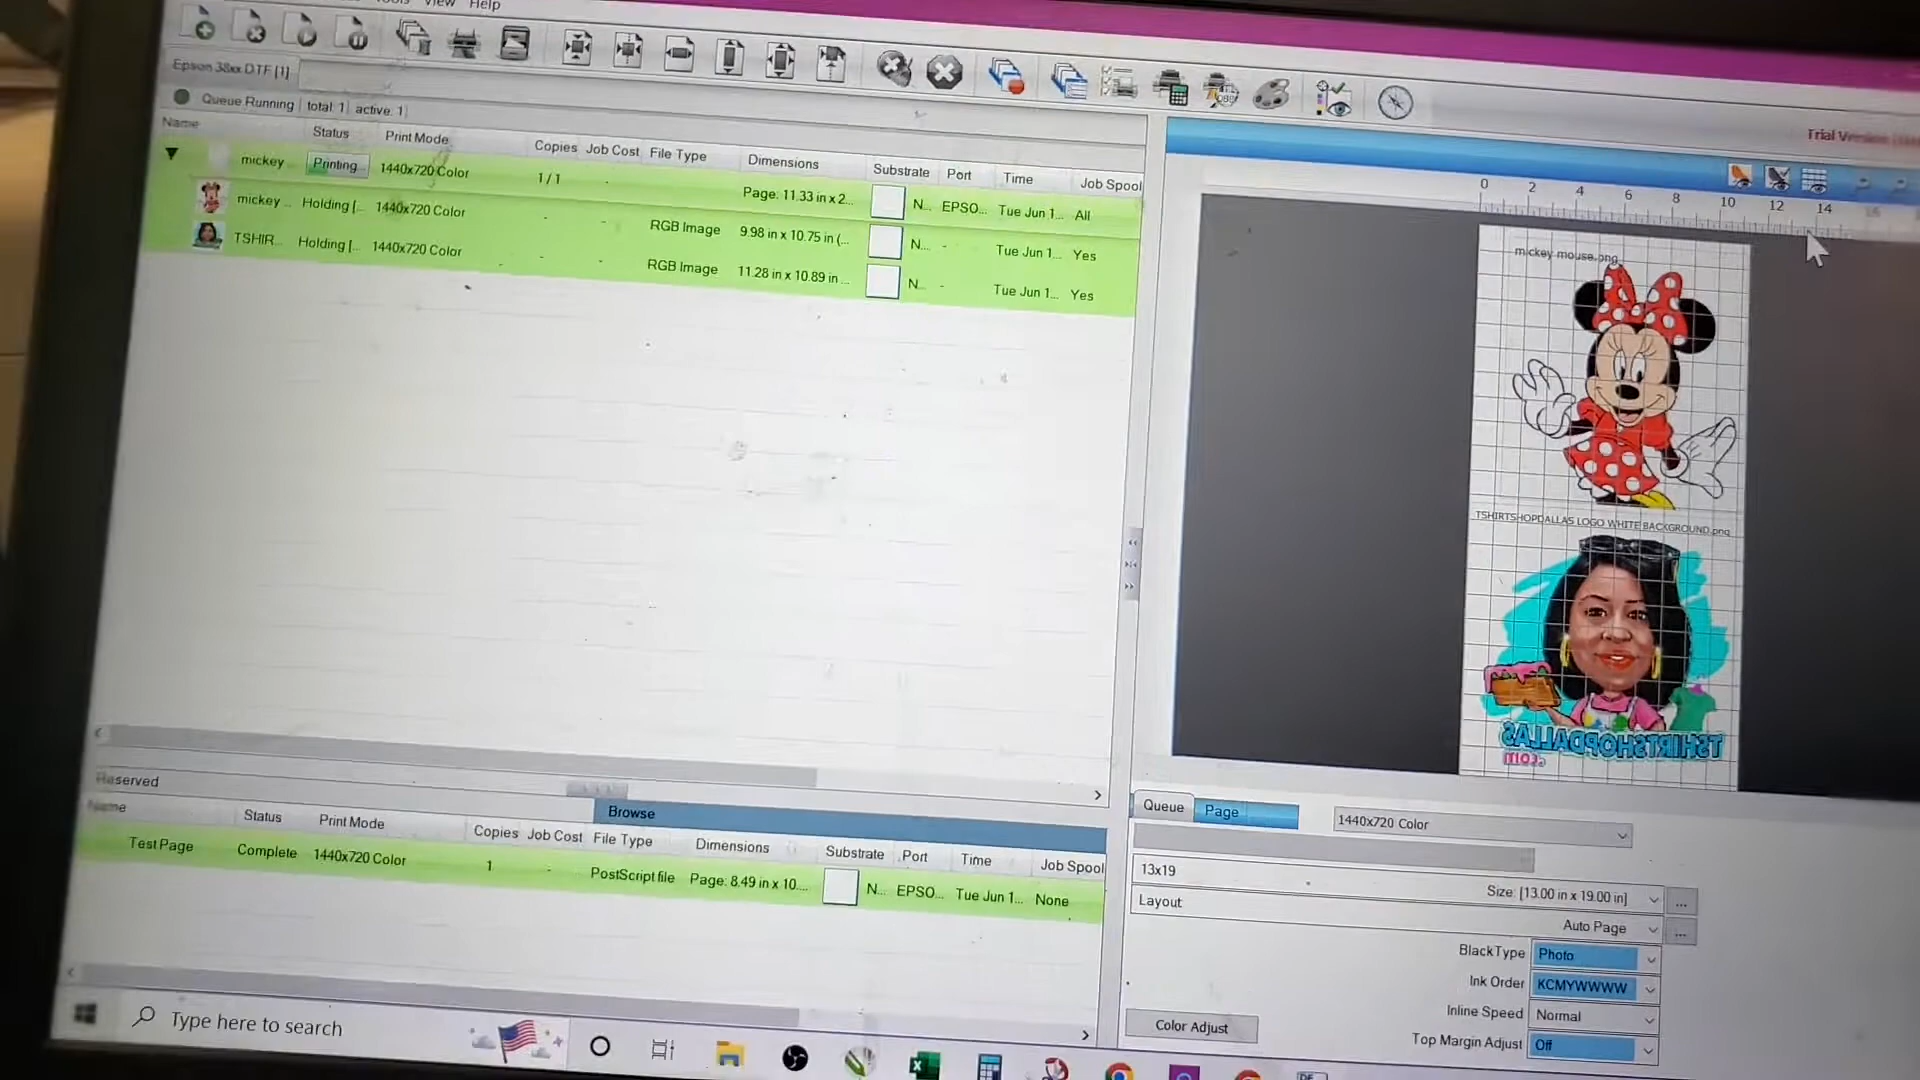 View Help
Epson 38xx DTF [1]
Queue Running total: 1 active: 1
Name Status Print Mode Copies Job Cost File Type Dimensions Substrate Port Time Job Spool
mickey Printing 1440x720 Color 1 / 1 Page: 11.33 in x 2... N... EPSO... Tue Jun 1... All
mickey ... Holding [... 1440x720 Color - - RGB Image 9.98 in x 10.75 in (... N... - Tue Jun 1... Yes
TSHIR... Holding [... 1440x720 Color - - RGB Image 11.28 in x 10.89 in ... N... - Tue Jun 1... Yes
Reserved
Browse
Name Status Print Mode Copies Job Cost File Type Dimensions Substrate Port Time Job Spool
Test Page Complete 1440x720 Color 1 - PostScript file Page: 8.49 in x 10.... N... EPSO... Tue Jun 1... None
Type here to search
Trial Version
0 2 4 6 8 10 12 14 16
mickey mouse.png
TSHIRTSHOPDALLAS LOGO WHITE BACKGROUND.png
TSHIRTSHOPDALLAS
.com
Queue Page 1440x720 Color
13x19 Size: [13.00 in x 19.00 in] ...
Layout Auto Page ...
BlackType Photo
Ink Order KCMYWWWW
Inline Speed Normal
Top Margin Adjust Off
Color Adjust